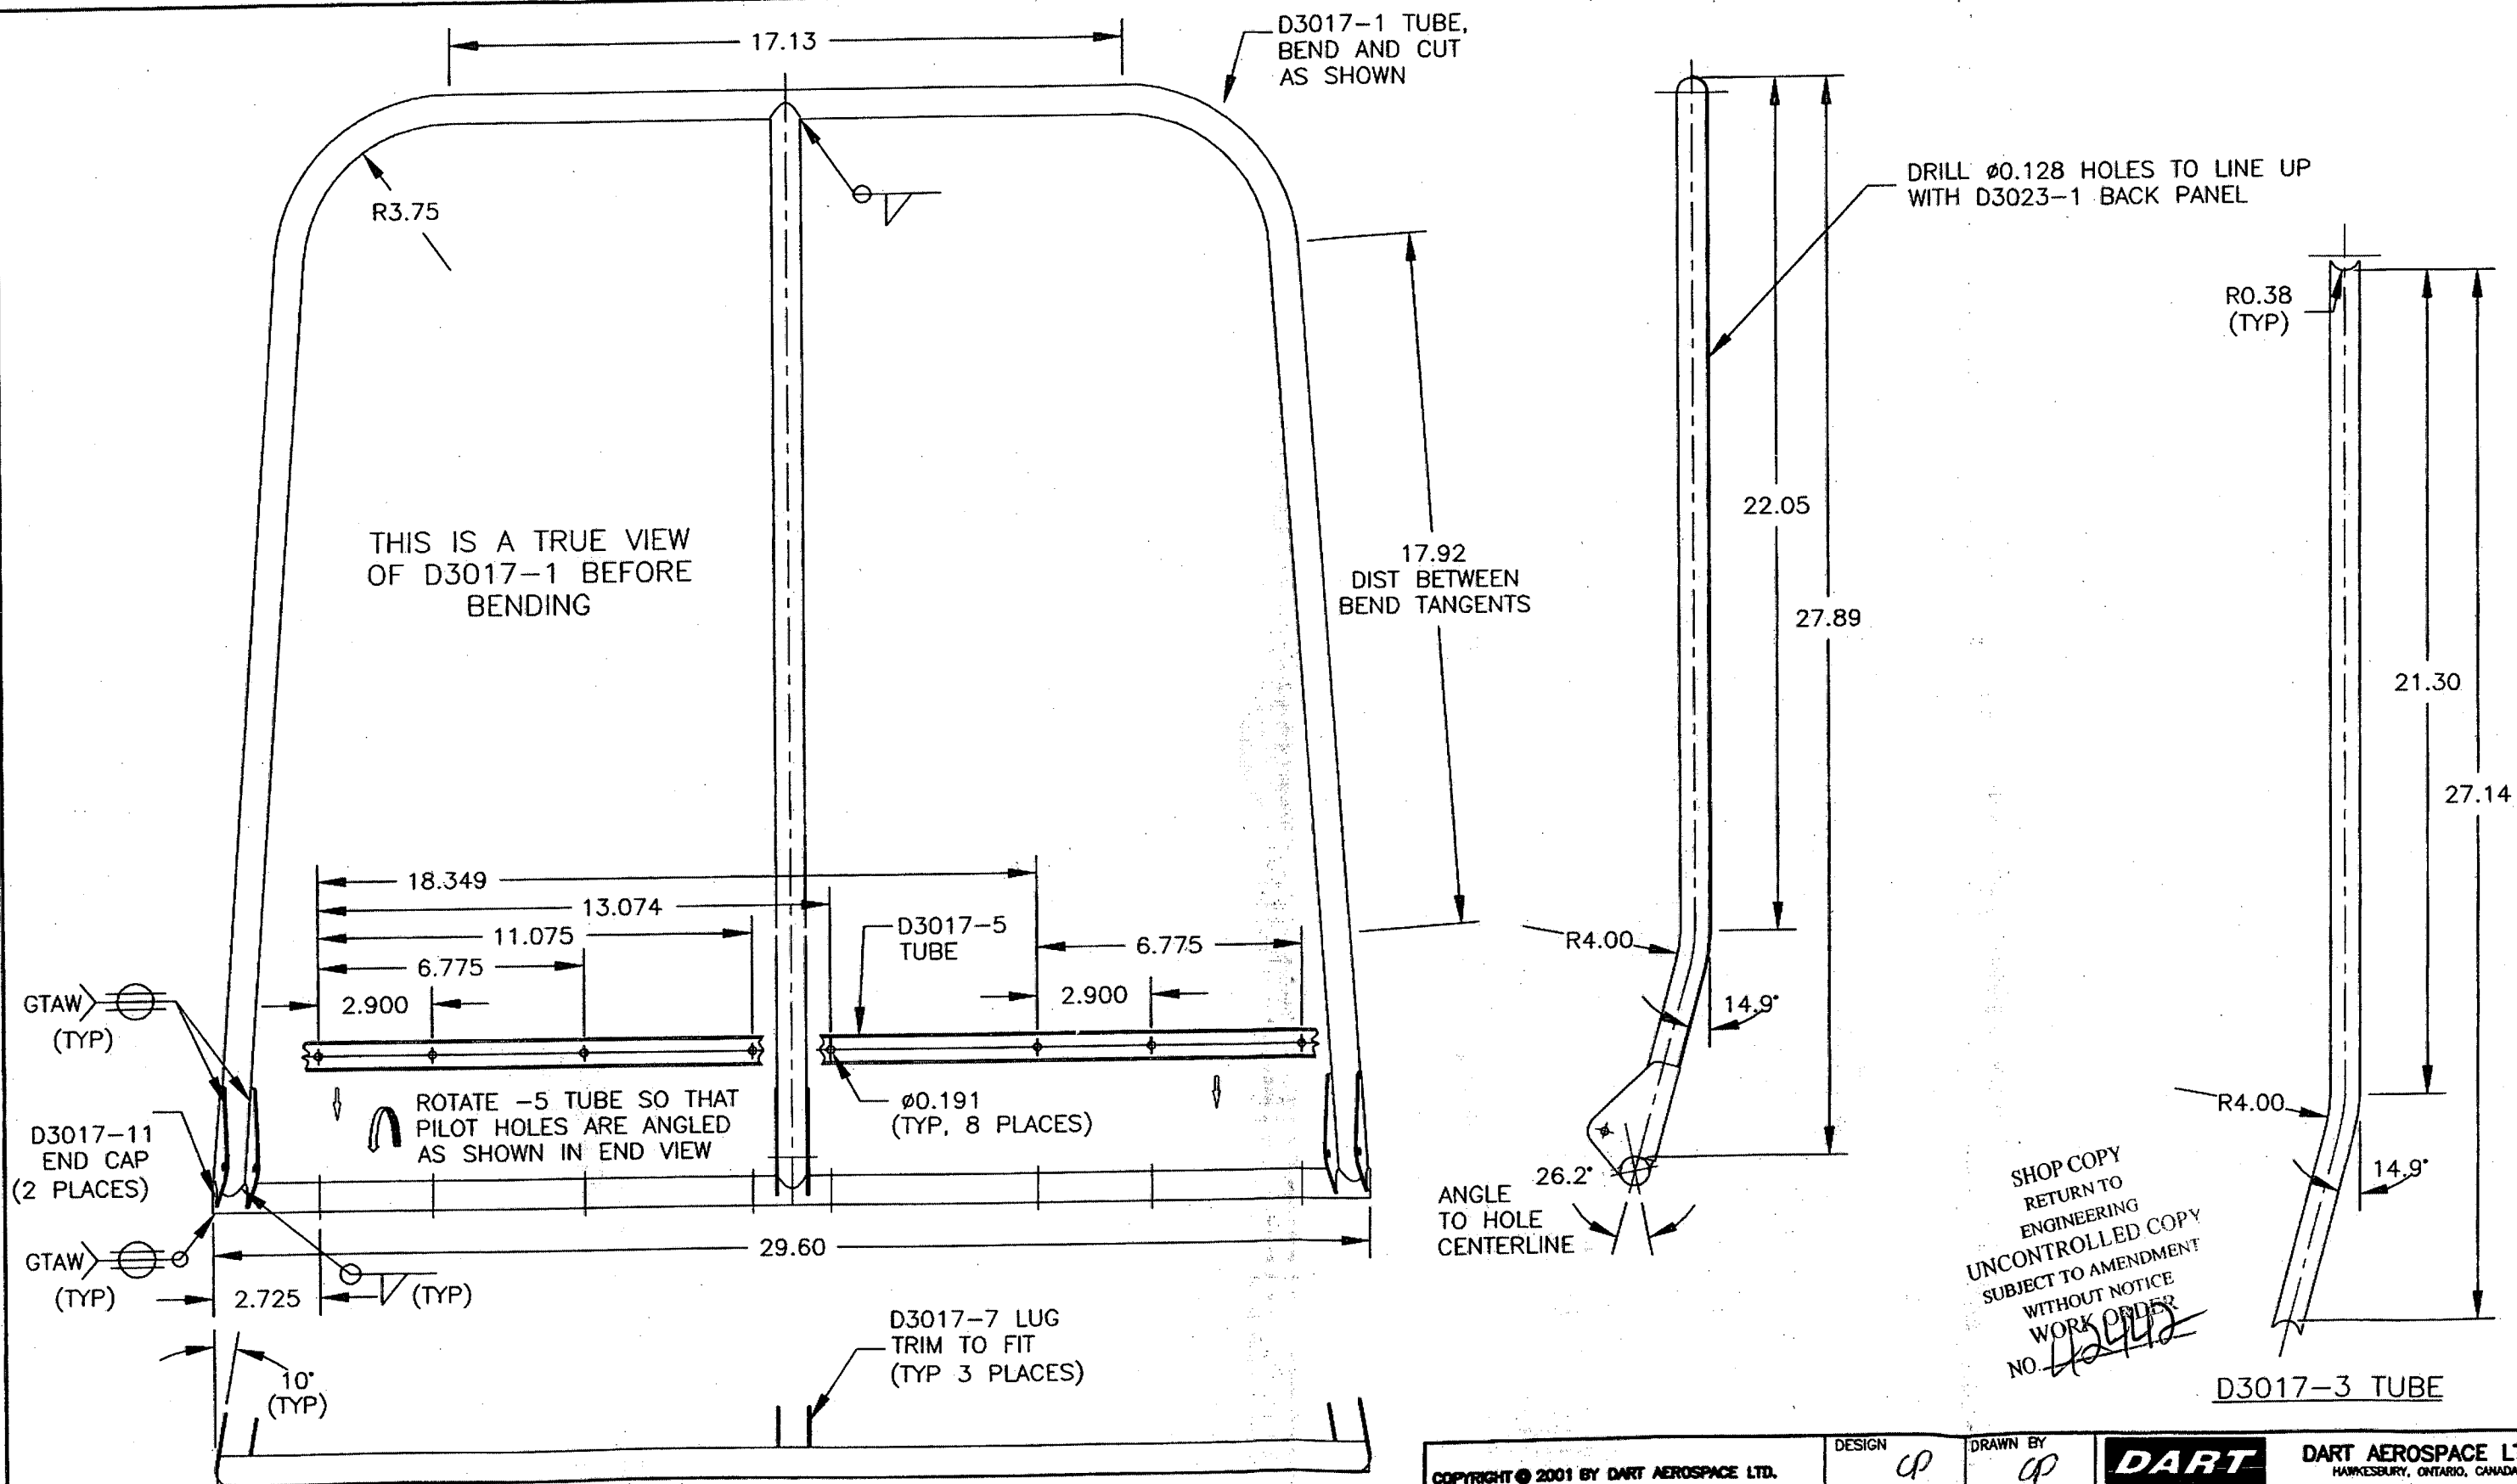 17.13
D3017-1 TUBE,
BEND AND CUT
AS SHOWN
R3.75
DRILL ø0.128 HOLES TO LINE UP
WITH D3023-1 BACK PANEL
R0.38
(TYP)
THIS IS A TRUE VIEW
OF D3017-1 BEFORE
BENDING
17.92
DIST BETWEEN
BEND TANGENTS
22.05
27.89
21.30
27.14
18.349
13.074
11.075
6.775
2.900
D3017-5
TUBE
6.775
2.900
R4.00
14.9°
GTAW
(TYP)
D3017-11
END CAP
(2 PLACES)
ROTATE -5 TUBE SO THAT
PILOT HOLES ARE ANGLED
AS SHOWN IN END VIEW
ø0.191
(TYP, 8 PLACES)
R4.00
14.9°
26.2°
ANGLE
TO HOLE
CENTERLINE
GTAW
(TYP)
29.60
2.725
(TYP)
10°
(TYP)
D3017-7 LUG
TRIM TO FIT
(TYP 3 PLACES)
SHOP COPY
RETURN TO
ENGINEERING
UNCONTROLLED COPY
SUBJECT TO AMENDMENT
WITHOUT NOTICE
WORK ORDER
NO. 42442
D3017-3 TUBE
COPYRIGHT © 2001 BY DART AEROSPACE LTD.
DESIGN
DRAWN BY
DART
DART AEROSPACE LT
HAWKESBURY, ONTARIO, CANADA